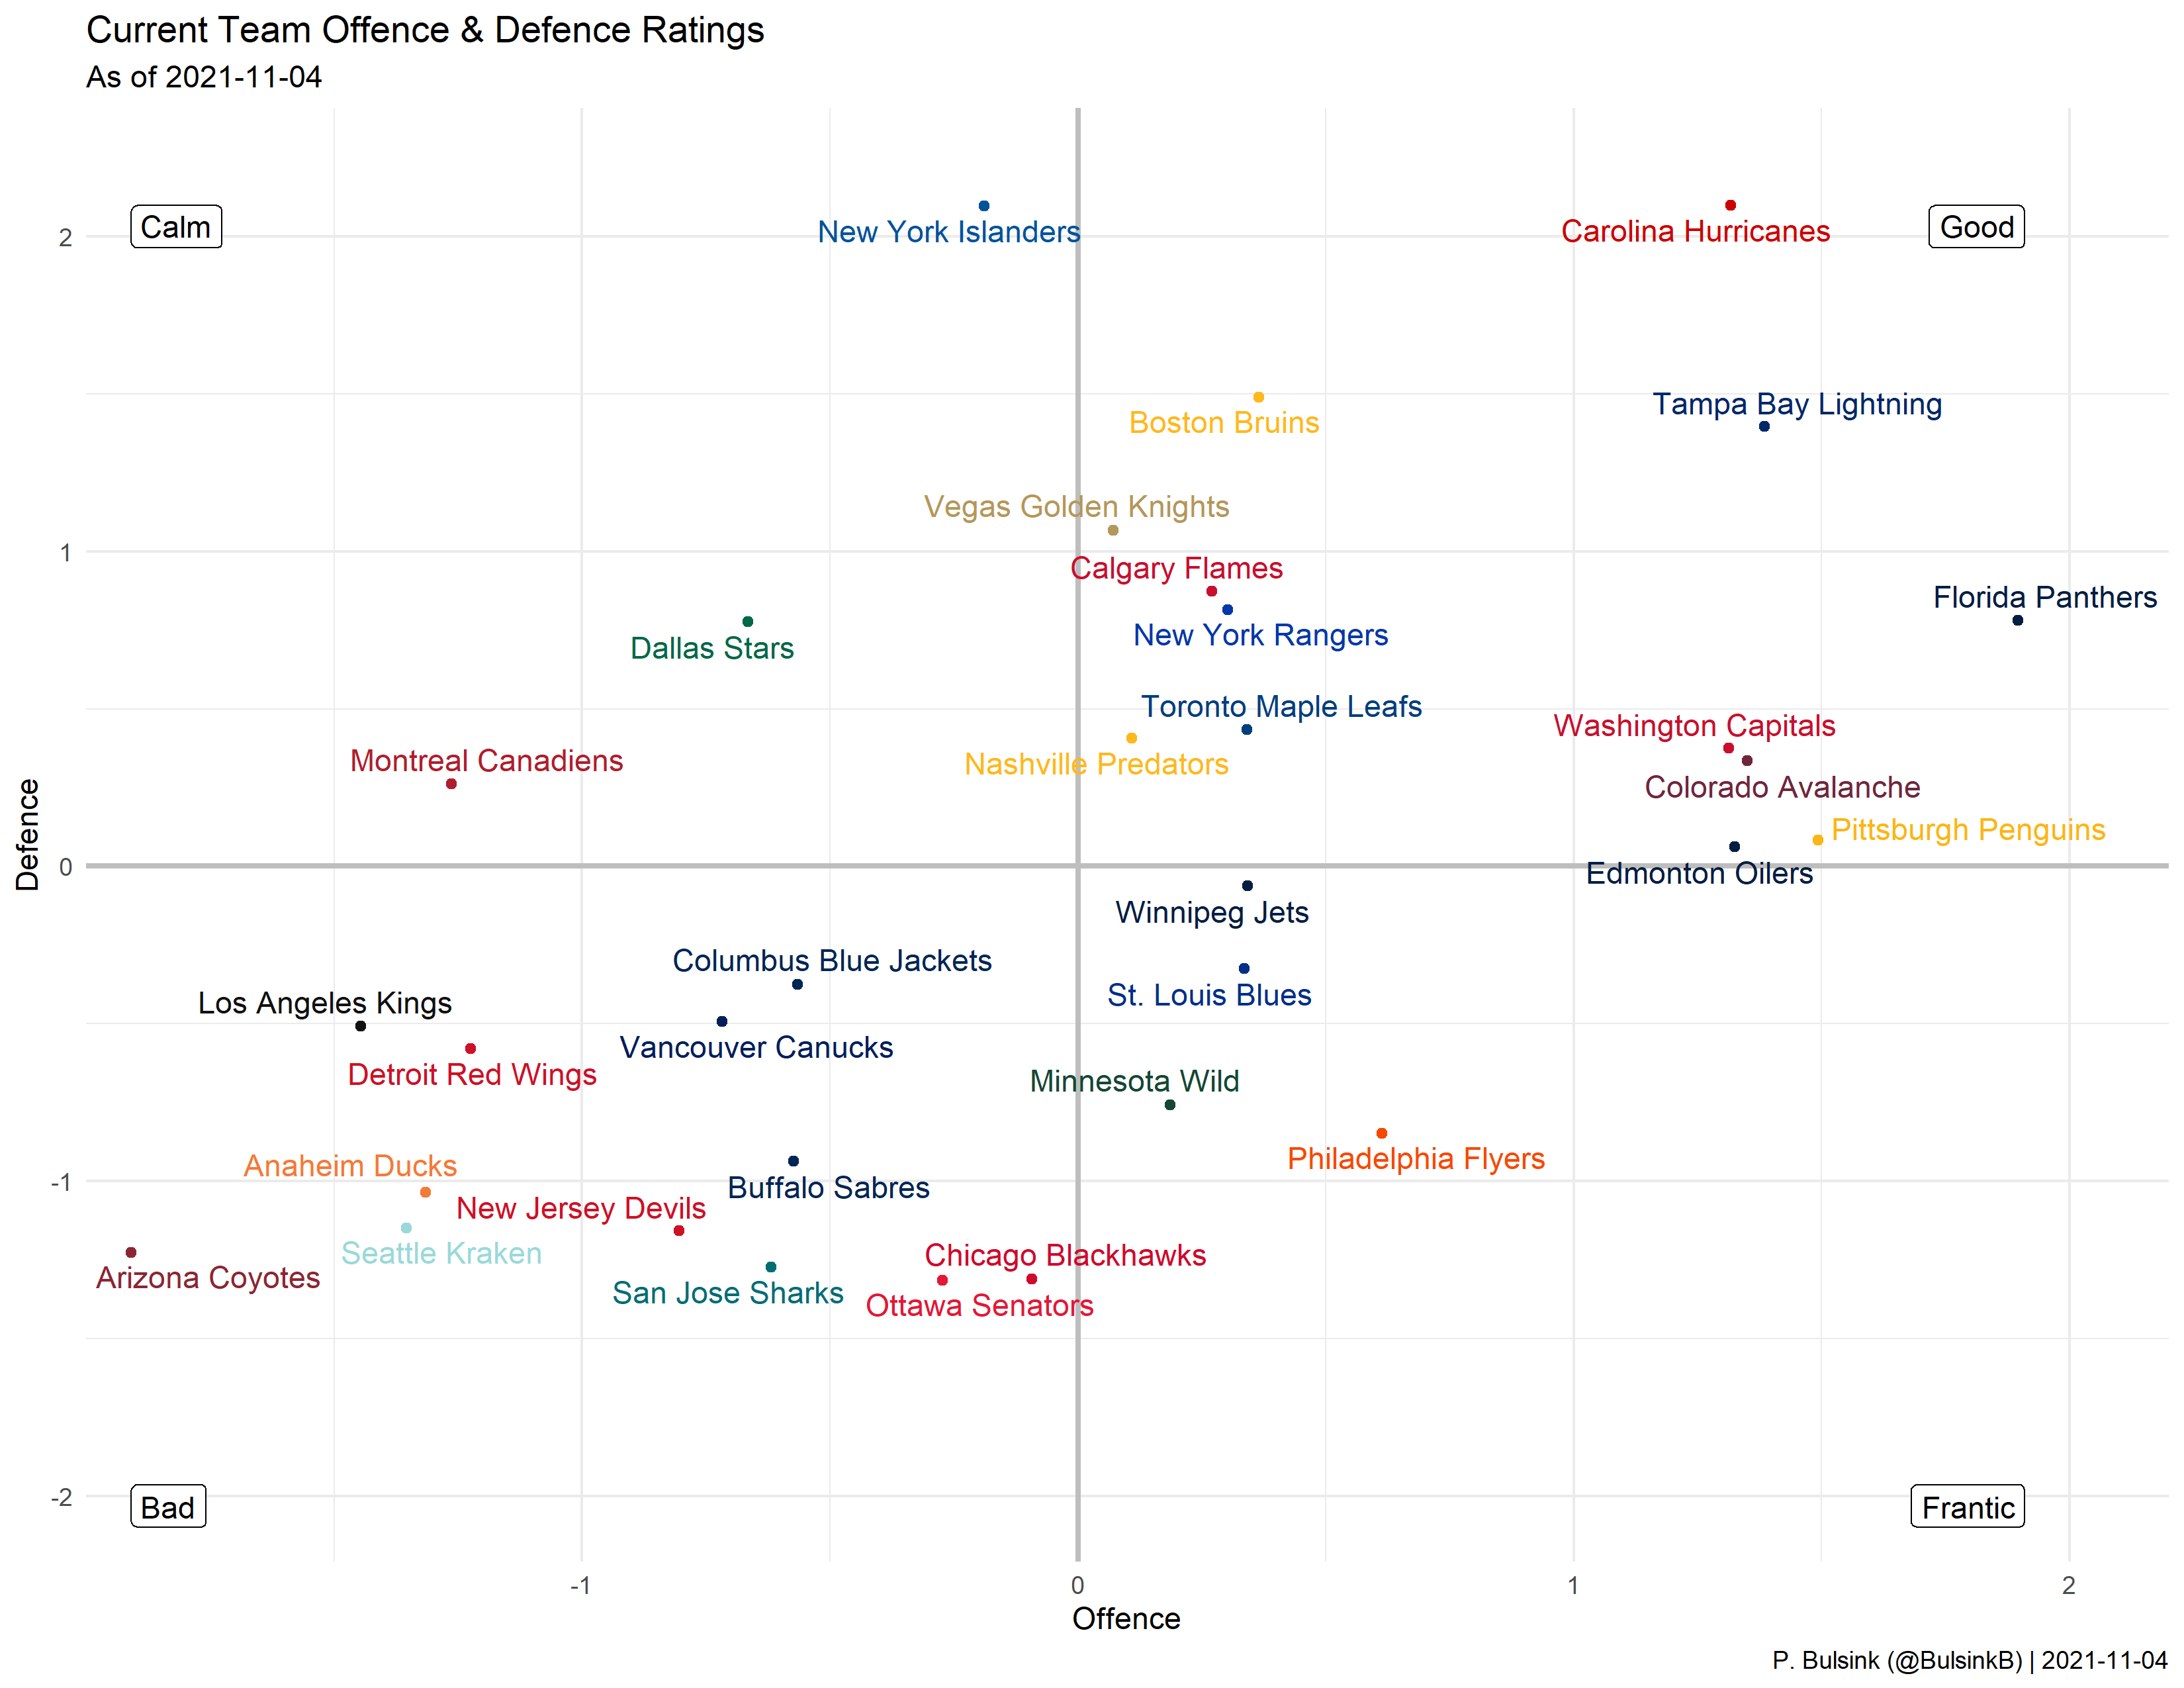 Current Team Offence & Defence Ratings
As of 2021-11-04
Calm
Good
New York Islanders
Carolina Hurricanes
2
Tampa Bay Lightning
Boston Bruins
Vegas Golden Knights
1
Calgary Flames
Florida Panthers
New York Rangers
Dallas Stars
Toronto Maple Leafs
Washington Capitals
Montreal Canadiens
Nashville Predators
Colorado Avalanche
Pittsburgh Penguins
Defence
0
Edmonton Oilers
Winnipeg Jets
Columbus Blue Jackets
St. Louis Blues
Los Angeles Kings
Vancouver Canucks
Detroit Red Wings
Minnesota Wild
Philadelphia Flyers
Anaheim Ducks
-1
Buffalo Sabres
New Jersey Devils
Seattle Kraken
Chicago Blackhawks
Arizona Coyotes
San Jose Sharks
Ottawa Senators
-2
Bad
Frantic
-1 0 1 2
Offence
P. Bulsink (@BulsinkB) | 2021-11-04